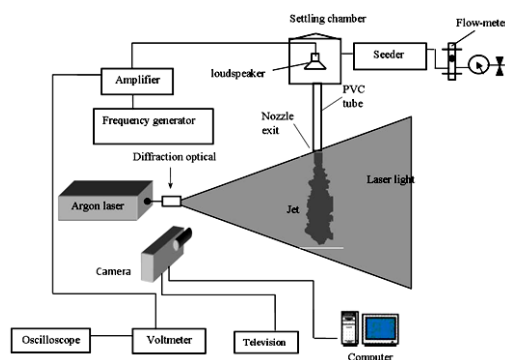 Settling chamber
Flow-meter
Seeder
loudspeaker
Amplifier
PVC
tube
Frequency generator
Nozzle
exit
Diffraction optical
Laser light
Argon laser
Jet
Camera
Oscilloscope
Voltmeter
Television
Computer